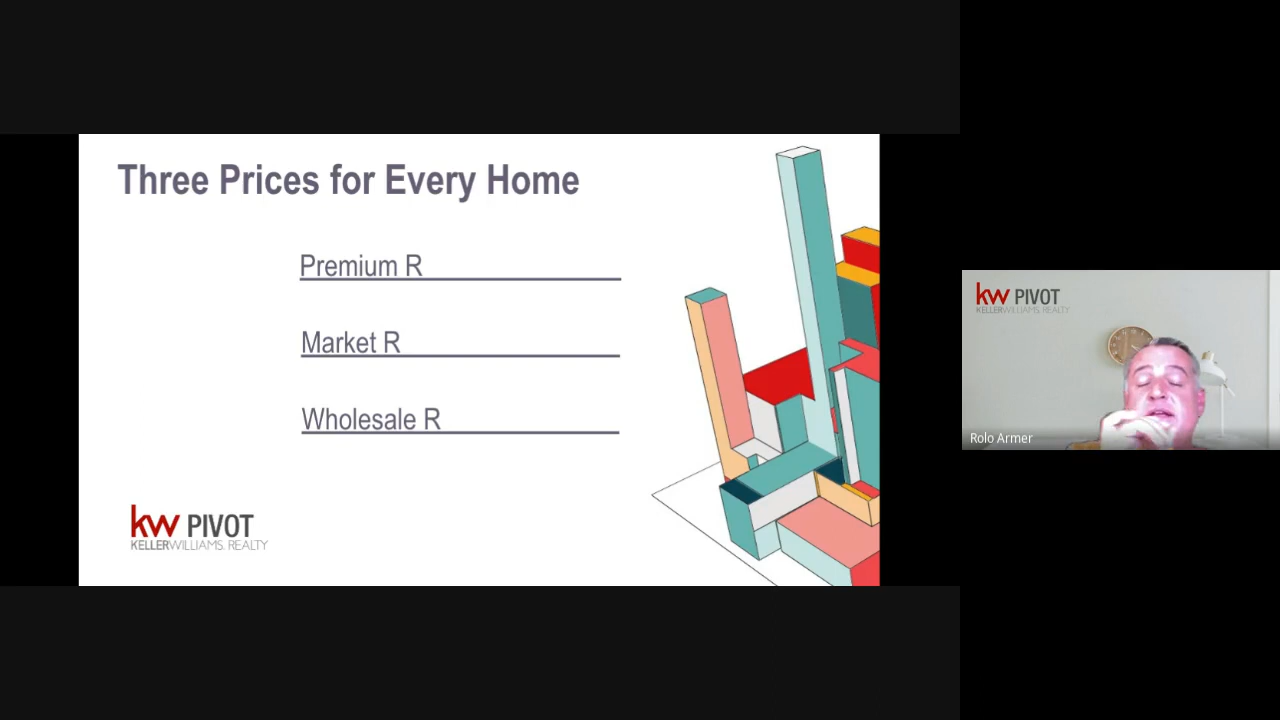 Three Prices for Every Home
Premium R
Market R
Wholesale R
kw PIVOT
KELLERWILLIAMS. REALTY
kw PIVOT
KELLERWILLIAMS. REALTY
Rolo Armer